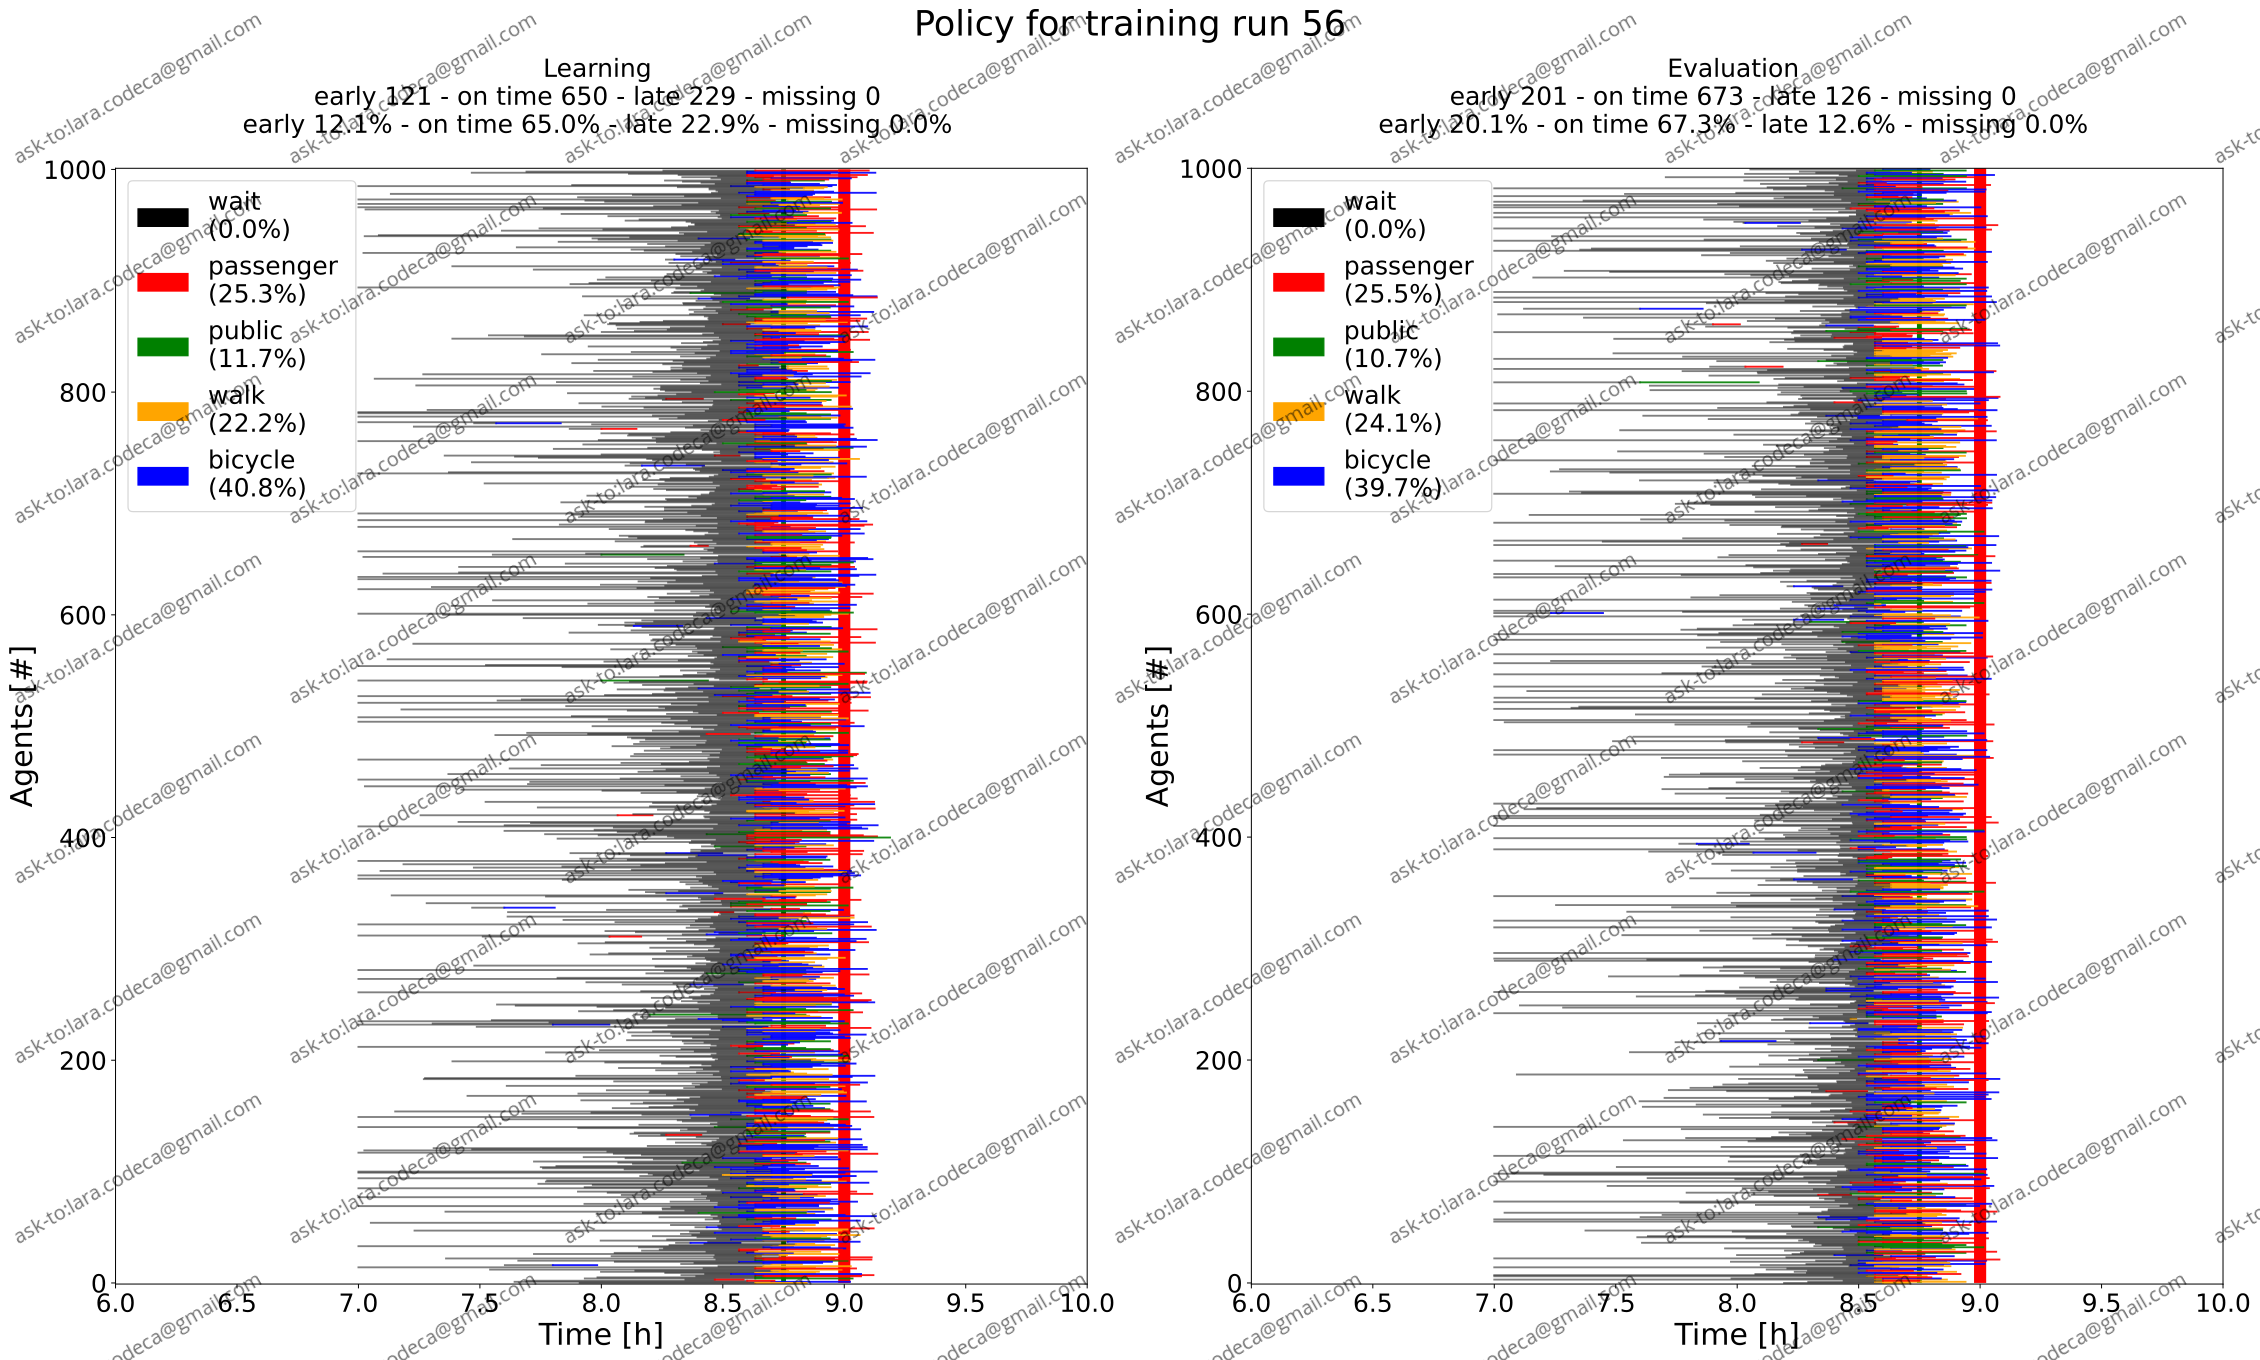 Policy for training run 56
Learning
early 121 - on time 650 - late 229 - missing 0
early 12.1% - on time 65.0% - late 22.9% - missing 0.0%
1000
800
600
400
200
0
Agents [#]
wait
(0.0%)
passenger
(25.3%)
public
(11.7%)
walk
(22.2%)
bicycle
(40.8%)
6.0 6.5 7.0 7.5 8.0 8.5 9.0 9.5 10.0
Time [h]
Evaluation
early 201 - on time 673 - late 126 - missing 0
early 20.1% - on time 67.3% - late 12.6% - missing 0.0%
1000
800
600
400
200
0
Agents [#]
wait
(0.0%)
passenger
(25.5%)
public
(10.7%)
walk
(24.1%)
bicycle
(39.7%)
6.0 6.5 7.0 7.5 8.0 8.5 9.0 9.5 10.0
Time [h]
ask-to:lara.codeca@gmail.com